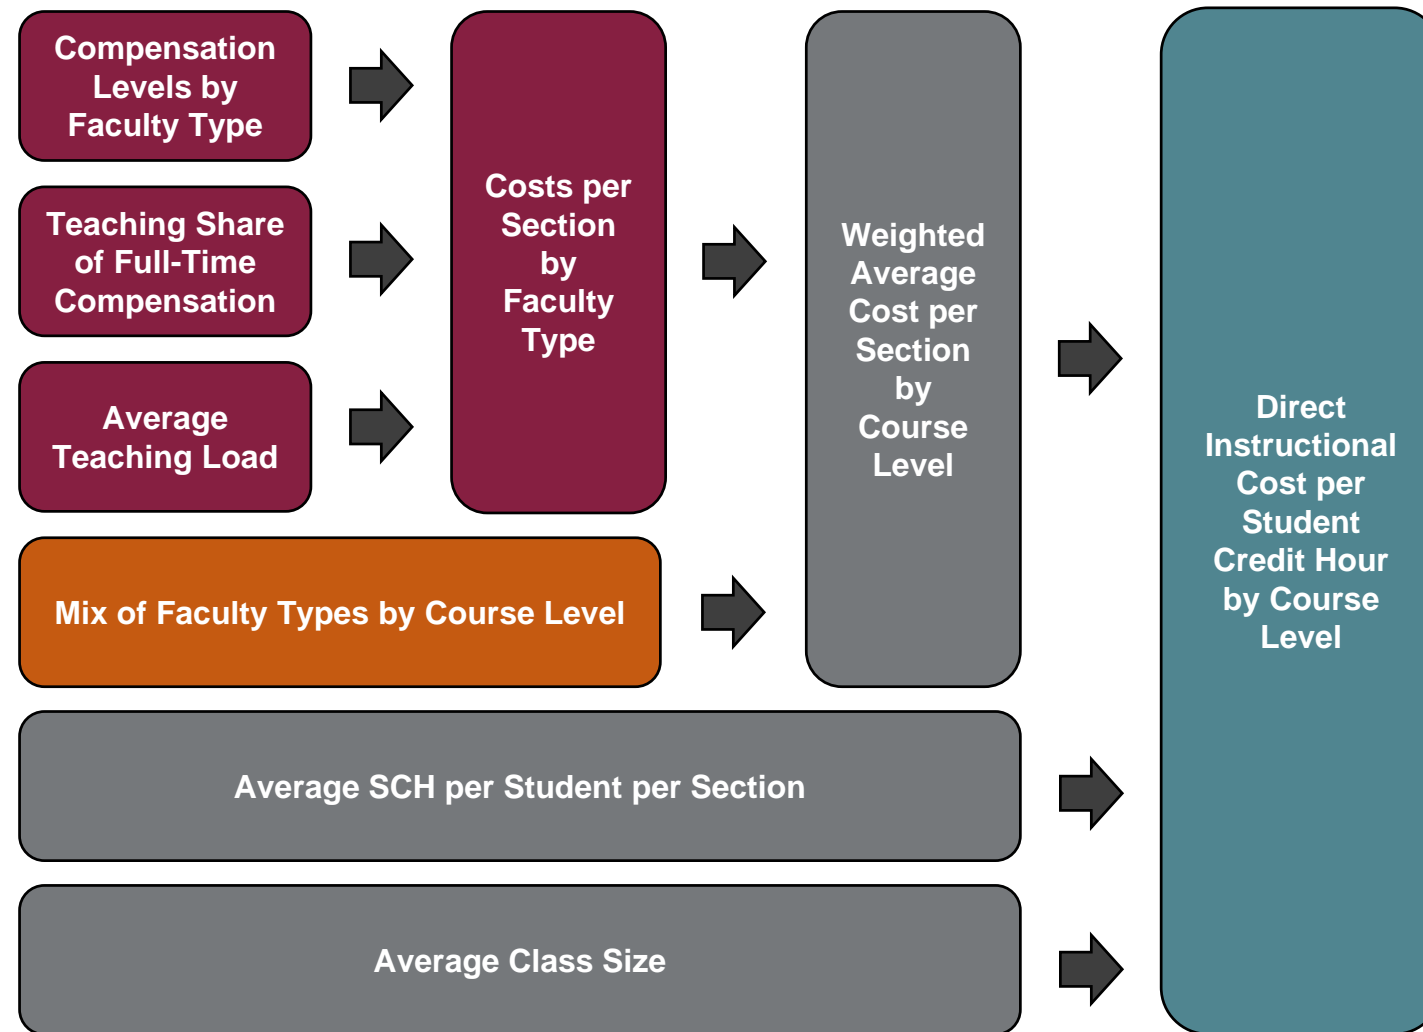 Compensation
Levels by
Faculty Type
Teaching Share
of Full-Time
Compensation
Average
Teaching Load
Costs per
Section
by
Faculty
Type
Mix of Faculty Types by Course Level
Weighted
Average
Cost per
Section
by
Course
Level
Average SCH per Student per Section
Average Class Size
Direct
Instructional
Cost per
Student
Credit Hour
by Course
Level